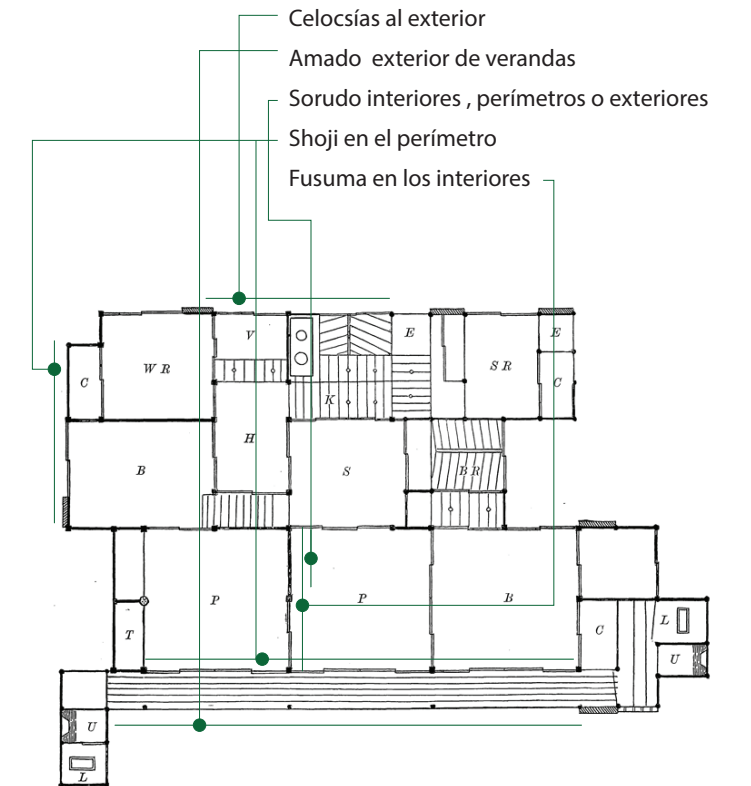 Celocsías al exterior
Amado exterior de verandas
Sorudo interiores , perímetros o exteriores
Shoji en el perímetro
Fusuma en los interiores
V
E
E
W R
S R
C
C
K
H
B
S
B R
P
P
B
T
C
L
U
U
L